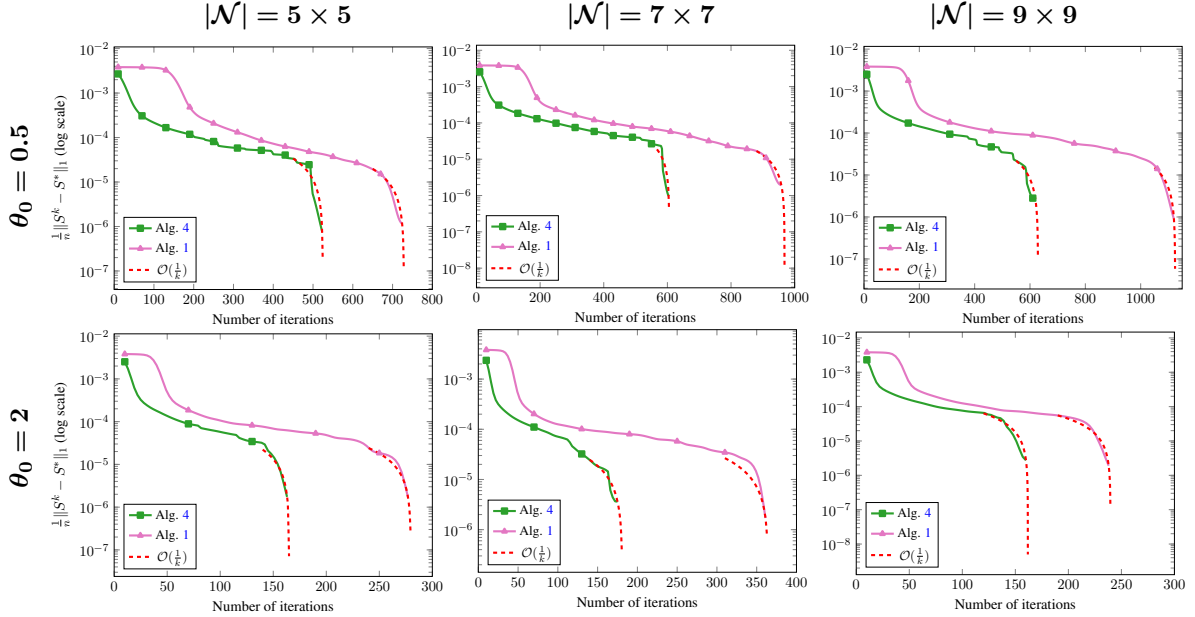 |𝒩| = 5 × 5
|𝒩| = 7 × 7
|𝒩| = 9 × 9
θ₀ = 0.5
1/n ||S^k − S*||₁ (log scale)
10⁻²
10⁻³
10⁻⁴
10⁻⁵
10⁻⁶
10⁻⁷
Alg. 4
Alg. 1
𝒪(1/k)
0 100 200 300 400 500 600 700 800
Number of iterations
10⁻²
10⁻³
10⁻⁴
10⁻⁵
10⁻⁶
10⁻⁷
10⁻⁸
Alg. 4
Alg. 1
𝒪(1/k)
0 200 400 600 800 1000
Number of iterations
10⁻²
10⁻³
10⁻⁴
10⁻⁵
10⁻⁶
10⁻⁷
Alg. 4
Alg. 1
𝒪(1/k)
0 200 400 600 800 1000
Number of iterations
θ₀ = 2
1/n ||S^k − S*||₁ (log scale)
10⁻²
10⁻³
10⁻⁴
10⁻⁵
10⁻⁶
10⁻⁷
Alg. 4
Alg. 1
𝒪(1/k)
0 50 100 150 200 250 300
Number of iterations
10⁻³
10⁻⁴
10⁻⁵
10⁻⁶
Alg. 4
Alg. 1
𝒪(1/k)
0 50 100 150 200 250 300 350 400
Number of iterations
10⁻²
10⁻³
10⁻⁴
10⁻⁵
10⁻⁶
10⁻⁷
10⁻⁸
Alg. 4
Alg. 1
𝒪(1/k)
0 50 100 150 200 250 300
Number of iterations